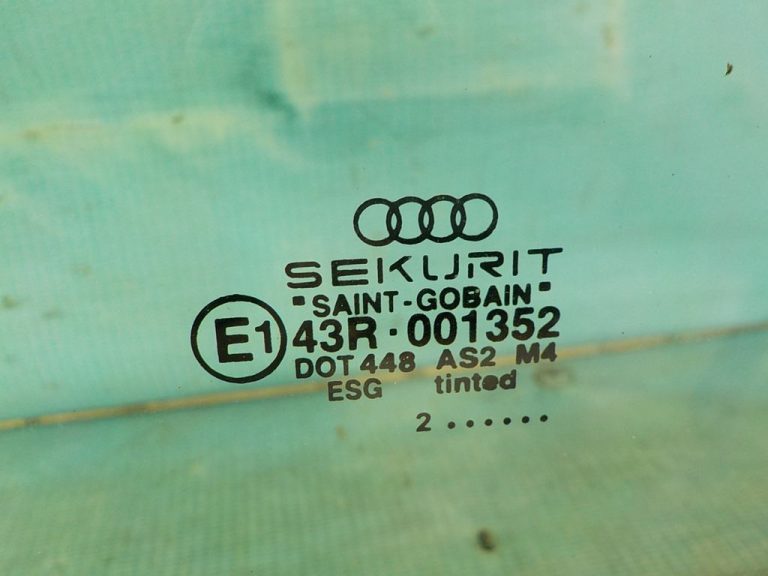 SEKURIT
"SAINT-GOBAIN"
E1 43R · 001352
DOT 448 AS2 M4
ESG tinted
2 . . . . . .